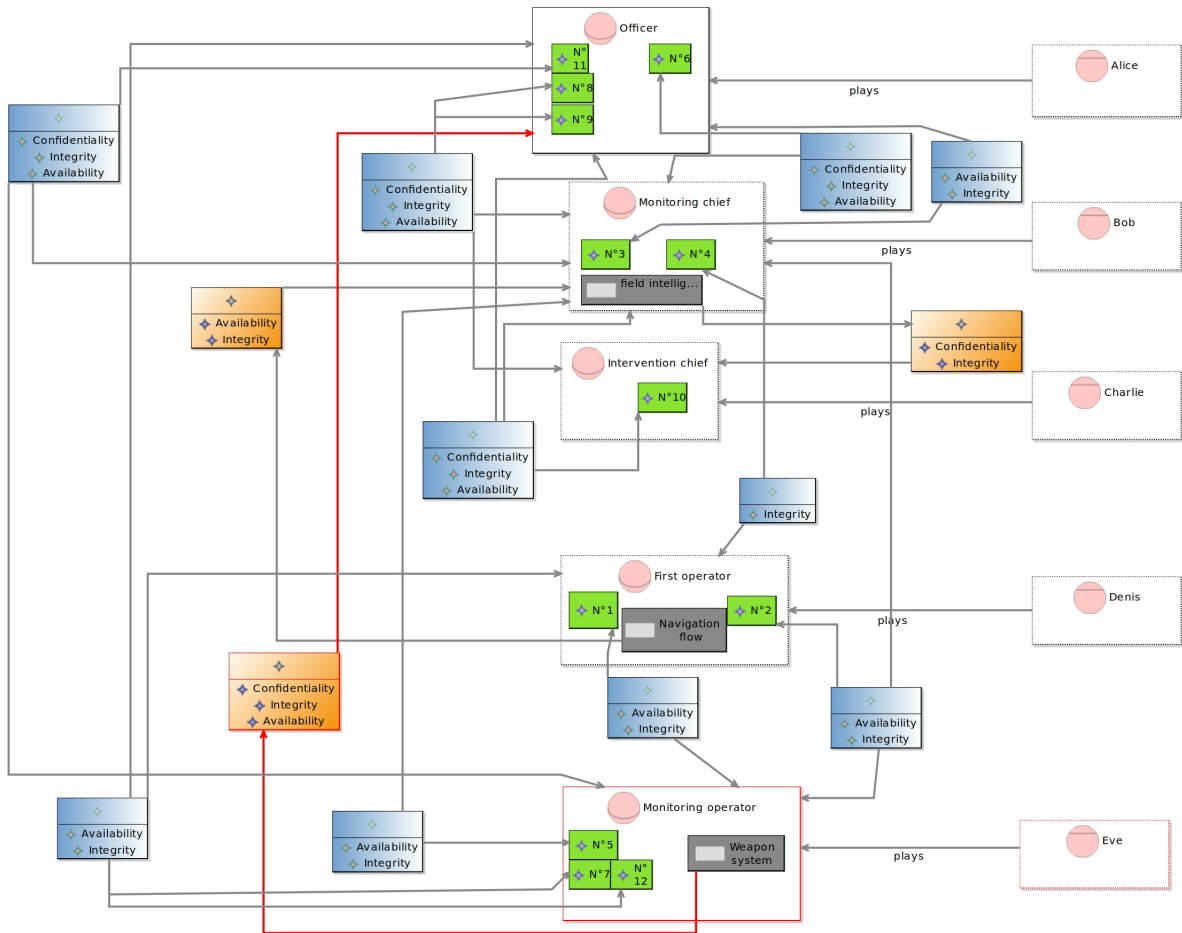 Officer
N°
11
N°6
N°8
N°9
Alice
plays
Confidentiality
Integrity
Availability
Confidentiality
Integrity
Availability
Confidentiality
Integrity
Availability
Availability
Integrity
Monitoring chief
N°3
N°4
field intellig...
Bob
plays
Availability
Integrity
Confidentiality
Integrity
Intervention chief
N°10
Charlie
plays
Confidentiality
Integrity
Availability
Integrity
First operator
N°1
Navigation
flow
N°2
Denis
plays
Confidentiality
Integrity
Availability
Availability
Integrity
Availability
Integrity
Monitoring operator
N°5
N°7
N°
12
Weapon
system
Eve
plays
Availability
Integrity
Availability
Integrity